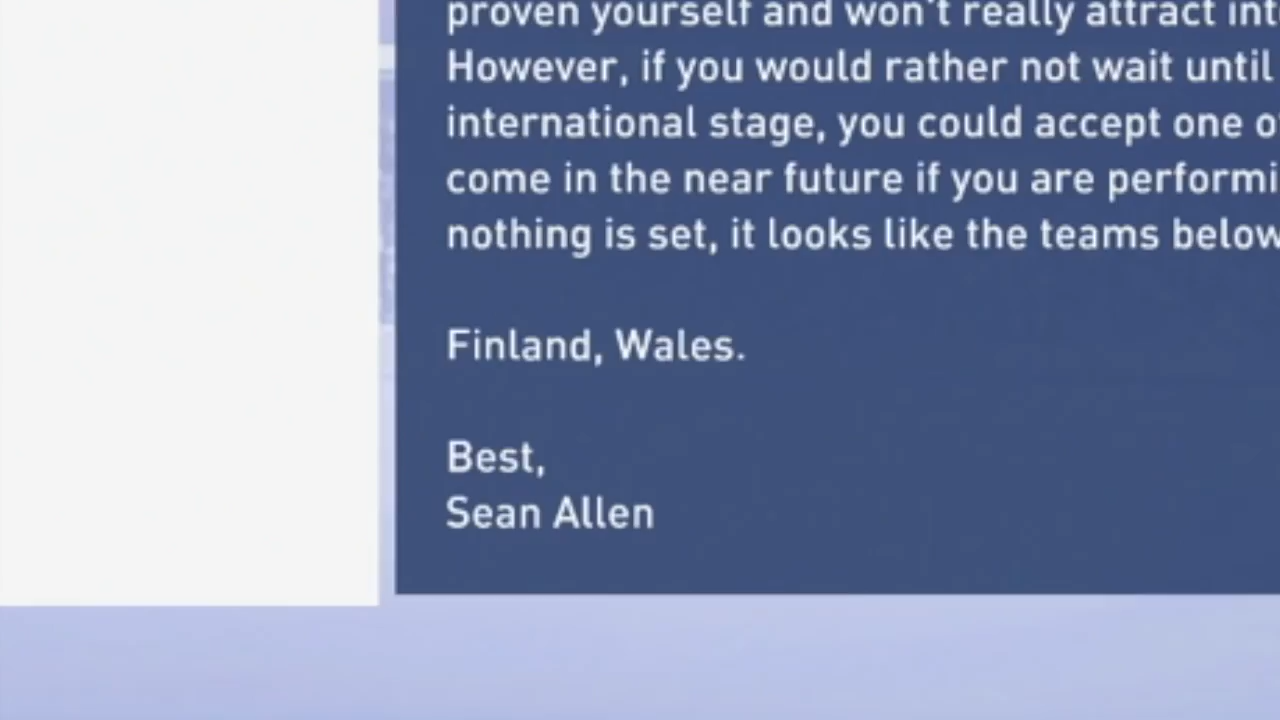 proven yourself and won't really attract
However, if you would rather not wait until
international stage, you could accept one
come in the near future if you are
nothing is set, it looks like the teams below
Finland, Wales.
Best,
Sean Allen